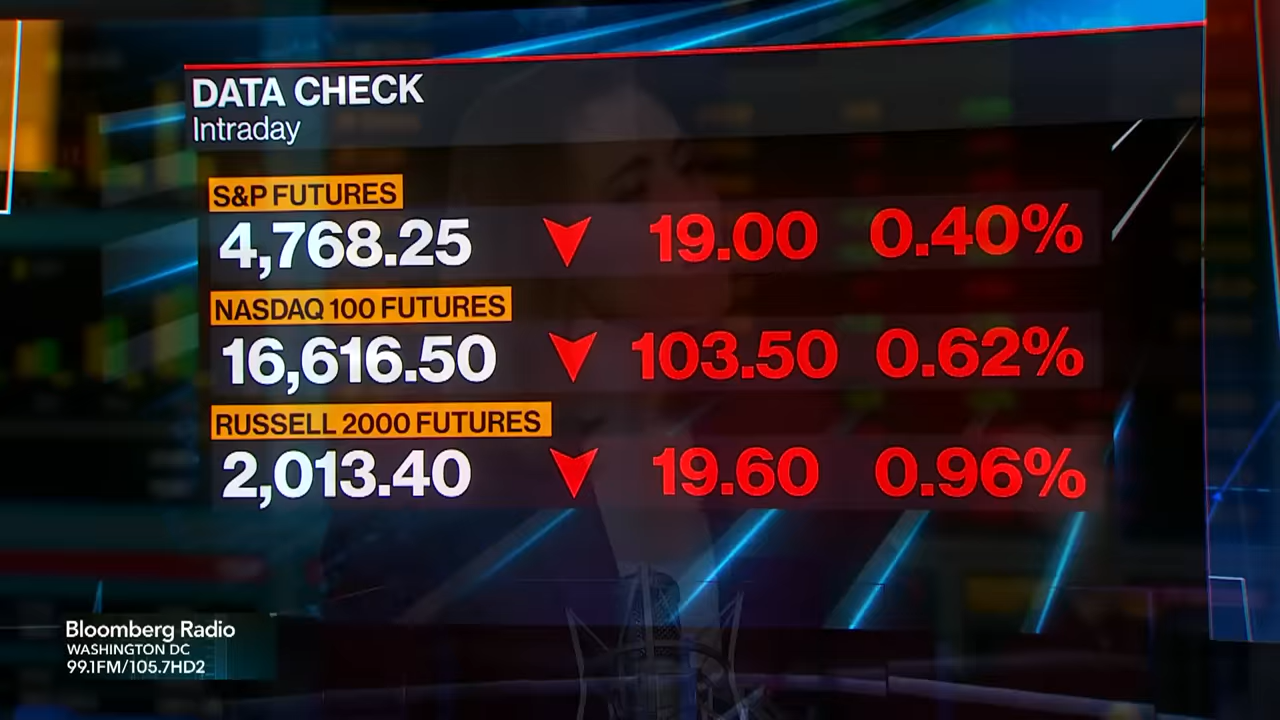 DATA CHECK
Intraday
S&P FUTURES
4,768.25 19.00 0.40%
NASDAQ 100 FUTURES
16,616.50 103.50 0.62%
RUSSELL 2000 FUTURES
2,013.40 19.60 0.96%
Bloomberg Radio
WASHINGTON DC
99.1FM/105.7HD2